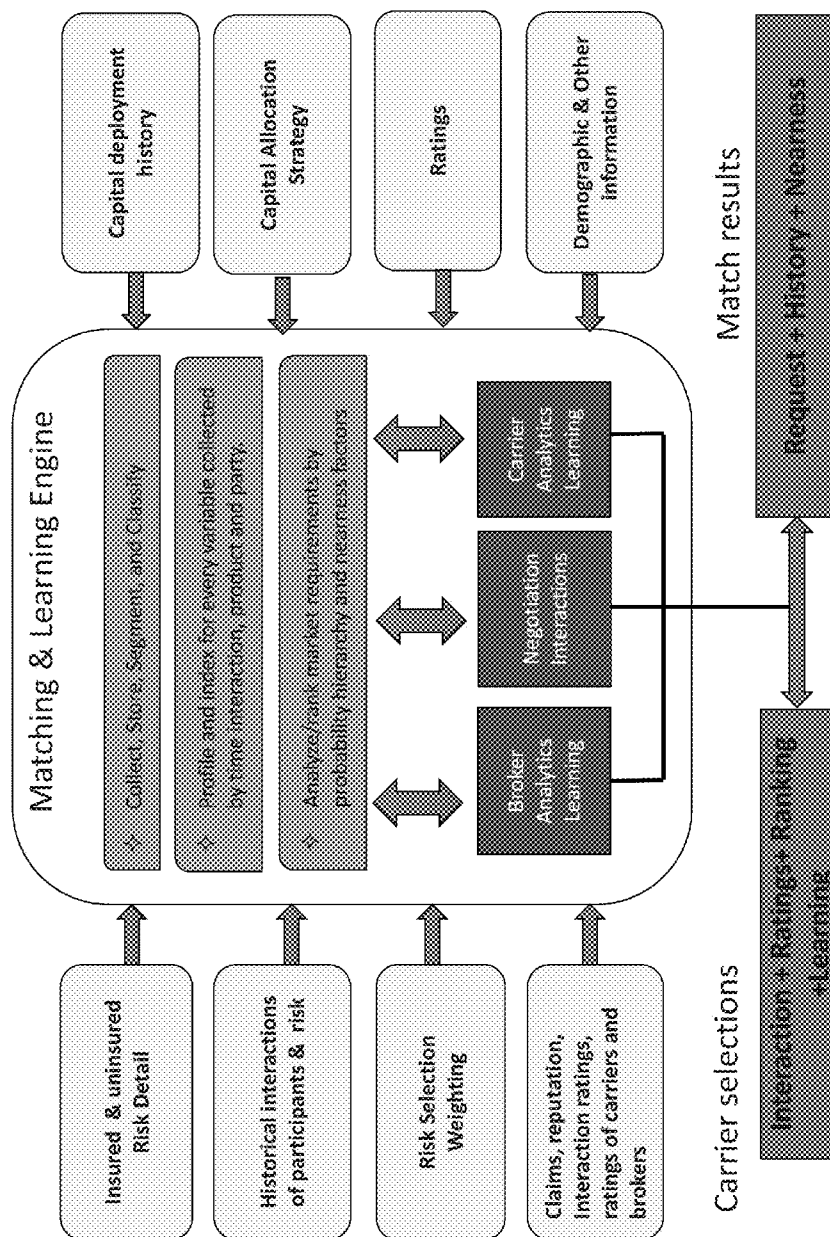 Matching & Learning Engine
Insured & uninsured
Risk Detail
Historical interactions
of participants & risk
Risk Selection
Weighting
Claims, reputation,
Interaction ratings,
ratings of carriers and
brokers
✧ Collect, Store, Segment, and Classify
✧ Profile and index for every variable collected
by time interaction, product and party.
✧ Analyze/rank market requirements by
probability hierarchy and nearness factors
Broker
Analytics
Learning
Negotiation
Interactions
Carrier
Analytics
Learning
Capital deployment
history
Capital Allocation
Strategy
Ratings
Demographic & Other
information
Carrier selections
Interaction +Ratings+ Ranking
+Learning
Match results
Request + History + Nearness